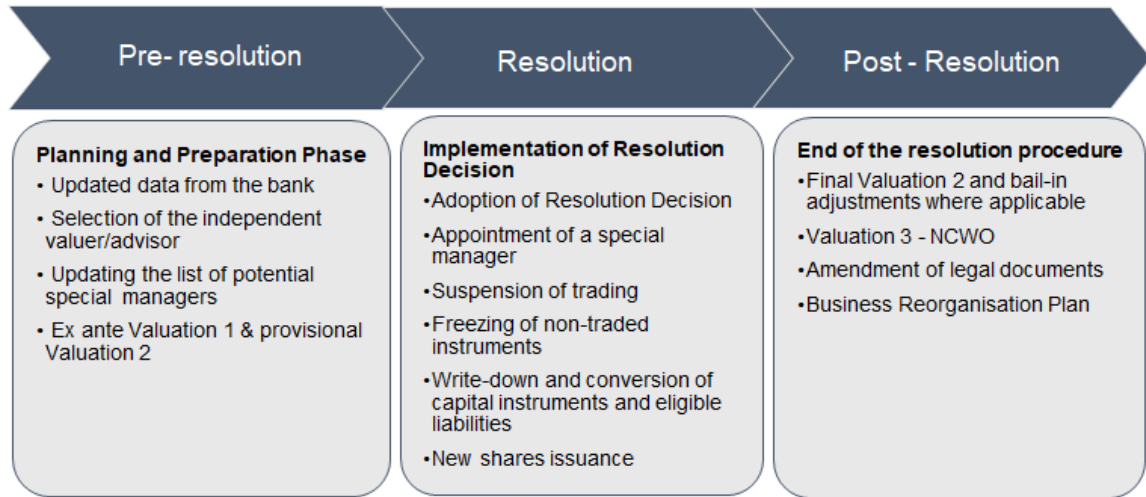 Pre- resolution
Resolution
Post - Resolution
Planning and Preparation Phase
• Updated data from the bank
• Selection of the independent
valuer/advisor
• Updating the list of potential
special managers
• Ex ante Valuation 1 & provisional
Valuation 2
Implementation of Resolution
Decision
•Adoption of Resolution Decision
•Appointment of a special
manager
•Suspension of trading
•Freezing of non-traded
instruments
•Write-down and conversion of
capital instruments and eligible
liabilities
•New shares issuance
End of the resolution procedure
•Final Valuation 2 and bail-in
adjustments where applicable
•Valuation 3 - NCWO
•Amendment of legal documents
•Business Reorganisation Plan